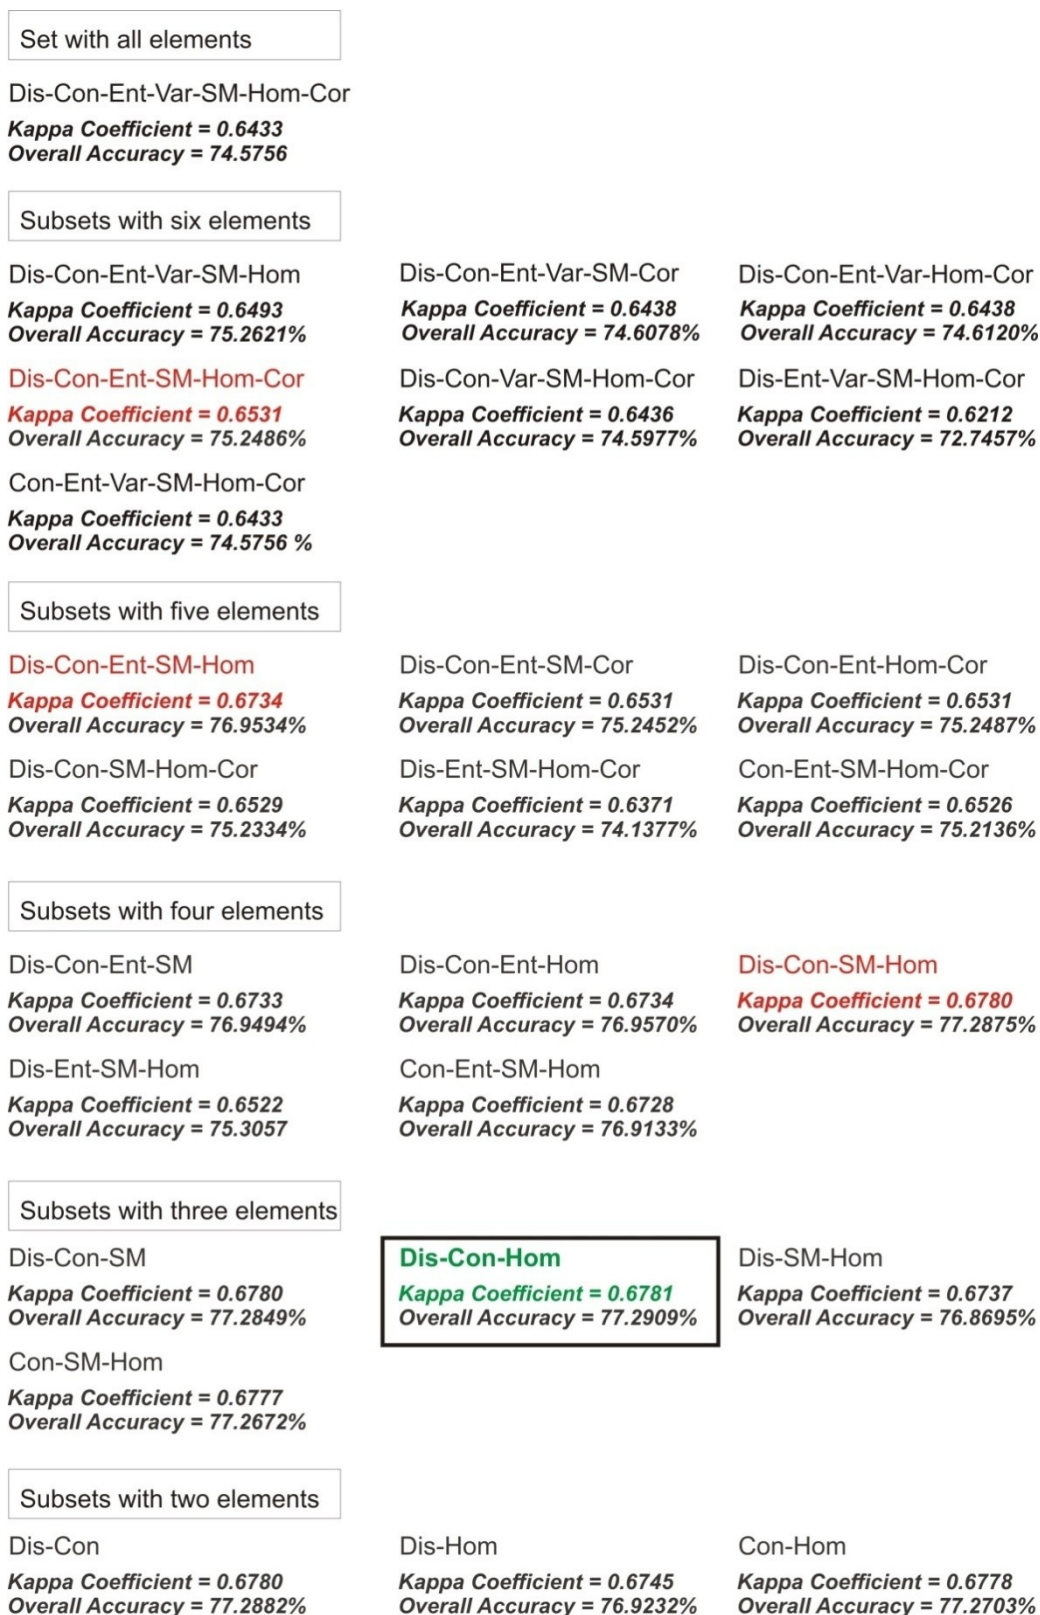 Set with all elements
Dis-Con-Ent-Var-SM-Hom-Cor
Kappa Coefficient = 0.6433
Overall Accuracy = 74.5756
Subsets with six elements
Dis-Con-Ent-Var-SM-Hom
Kappa Coefficient = 0.6493
Overall Accuracy = 75.2621%
Dis-Con-Ent-Var-SM-Cor
Kappa Coefficient = 0.6438
Overall Accuracy = 74.6078%
Dis-Con-Ent-Var-Hom-Cor
Kappa Coefficient = 0.6438
Overall Accuracy = 74.6120%
Dis-Con-Ent-SM-Hom-Cor
Kappa Coefficient = 0.6531
Overall Accuracy = 75.2486%
Dis-Con-Var-SM-Hom-Cor
Kappa Coefficient = 0.6436
Overall Accuracy = 74.5977%
Dis-Ent-Var-SM-Hom-Cor
Kappa Coefficient = 0.6212
Overall Accuracy = 72.7457%
Con-Ent-Var-SM-Hom-Cor
Kappa Coefficient = 0.6433
Overall Accuracy = 74.5756 %
Subsets with five elements
Dis-Con-Ent-SM-Hom
Kappa Coefficient = 0.6734
Overall Accuracy = 76.9534%
Dis-Con-Ent-SM-Cor
Kappa Coefficient = 0.6531
Overall Accuracy = 75.2452%
Dis-Con-Ent-Hom-Cor
Kappa Coefficient = 0.6531
Overall Accuracy = 75.2487%
Dis-Con-SM-Hom-Cor
Kappa Coefficient = 0.6529
Overall Accuracy = 75.2334%
Dis-Ent-SM-Hom-Cor
Kappa Coefficient = 0.6371
Overall Accuracy = 74.1377%
Con-Ent-SM-Hom-Cor
Kappa Coefficient = 0.6526
Overall Accuracy = 75.2136%
Subsets with four elements
Dis-Con-Ent-SM
Kappa Coefficient = 0.6733
Overall Accuracy = 76.9494%
Dis-Con-Ent-Hom
Kappa Coefficient = 0.6734
Overall Accuracy = 76.9570%
Dis-Con-SM-Hom
Kappa Coefficient = 0.6780
Overall Accuracy = 77.2875%
Dis-Ent-SM-Hom
Kappa Coefficient = 0.6522
Overall Accuracy = 75.3057
Con-Ent-SM-Hom
Kappa Coefficient = 0.6728
Overall Accuracy = 76.9133%
Subsets with three elements
Dis-Con-SM
Kappa Coefficient = 0.6780
Overall Accuracy = 77.2849%
Dis-Con-Hom
Kappa Coefficient = 0.6781
Overall Accuracy = 77.2909%
Dis-SM-Hom
Kappa Coefficient = 0.6737
Overall Accuracy = 76.8695%
Con-SM-Hom
Kappa Coefficient = 0.6777
Overall Accuracy = 77.2672%
Subsets with two elements
Dis-Con
Kappa Coefficient = 0.6780
Overall Accuracy = 77.2882%
Dis-Hom
Kappa Coefficient = 0.6745
Overall Accuracy = 76.9232%
Con-Hom
Kappa Coefficient = 0.6778
Overall Accuracy = 77.2703%